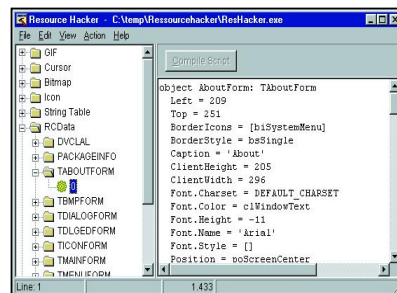 Resource Hacker - C:\temp\Ressourcehacker\ResHacker.exe
File Edit View Action Help
GIF
Cursor
Bitmap
Icon
String Table
RCData
DVCLAL
PACKAGEINFO
TABOUTFORM
0
TBMPFORM
TDIALOGFORM
TDLGEDFORM
TICONFORM
TMAINFORM
TMENUFORM
Compile Script
object AboutForm: TAboutForm
Left = 209
Top = 251
BorderIcons = [biSystemMenu]
BorderStyle = bsSingle
Caption = 'About'
ClientHeight = 205
ClientWidth = 296
Font.Charset = DEFAULT_CHARSET
Font.Color = clWindowText
Font.Height = -11
Font.Name = 'Arial'
Font.Style = []
Position = poScreenCenter
Line: 1
1.433